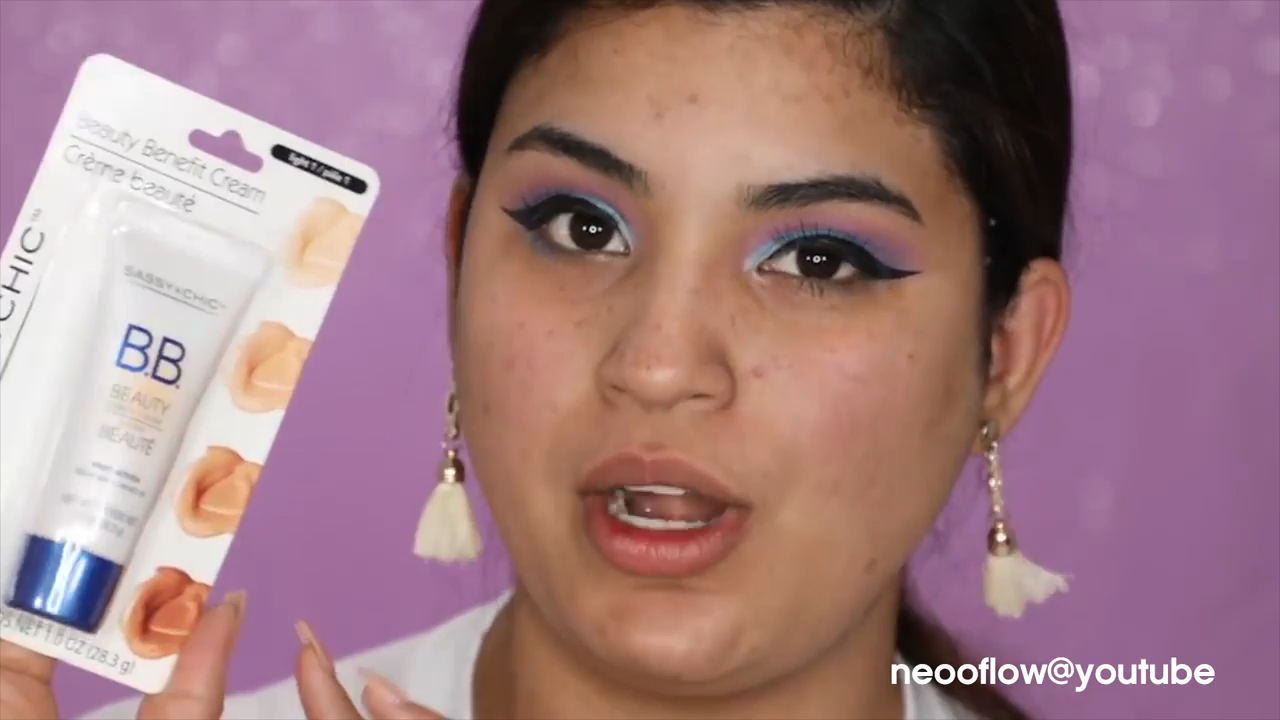 Beauty Benefit Cream
Crème beauté
light 1 / pâle 1
CHIC
SASSY+CHIC
B.B.
BEAUTY
BEAUTÉ
NET 1.0 OZ (28.3 g)
neooflow@youtube